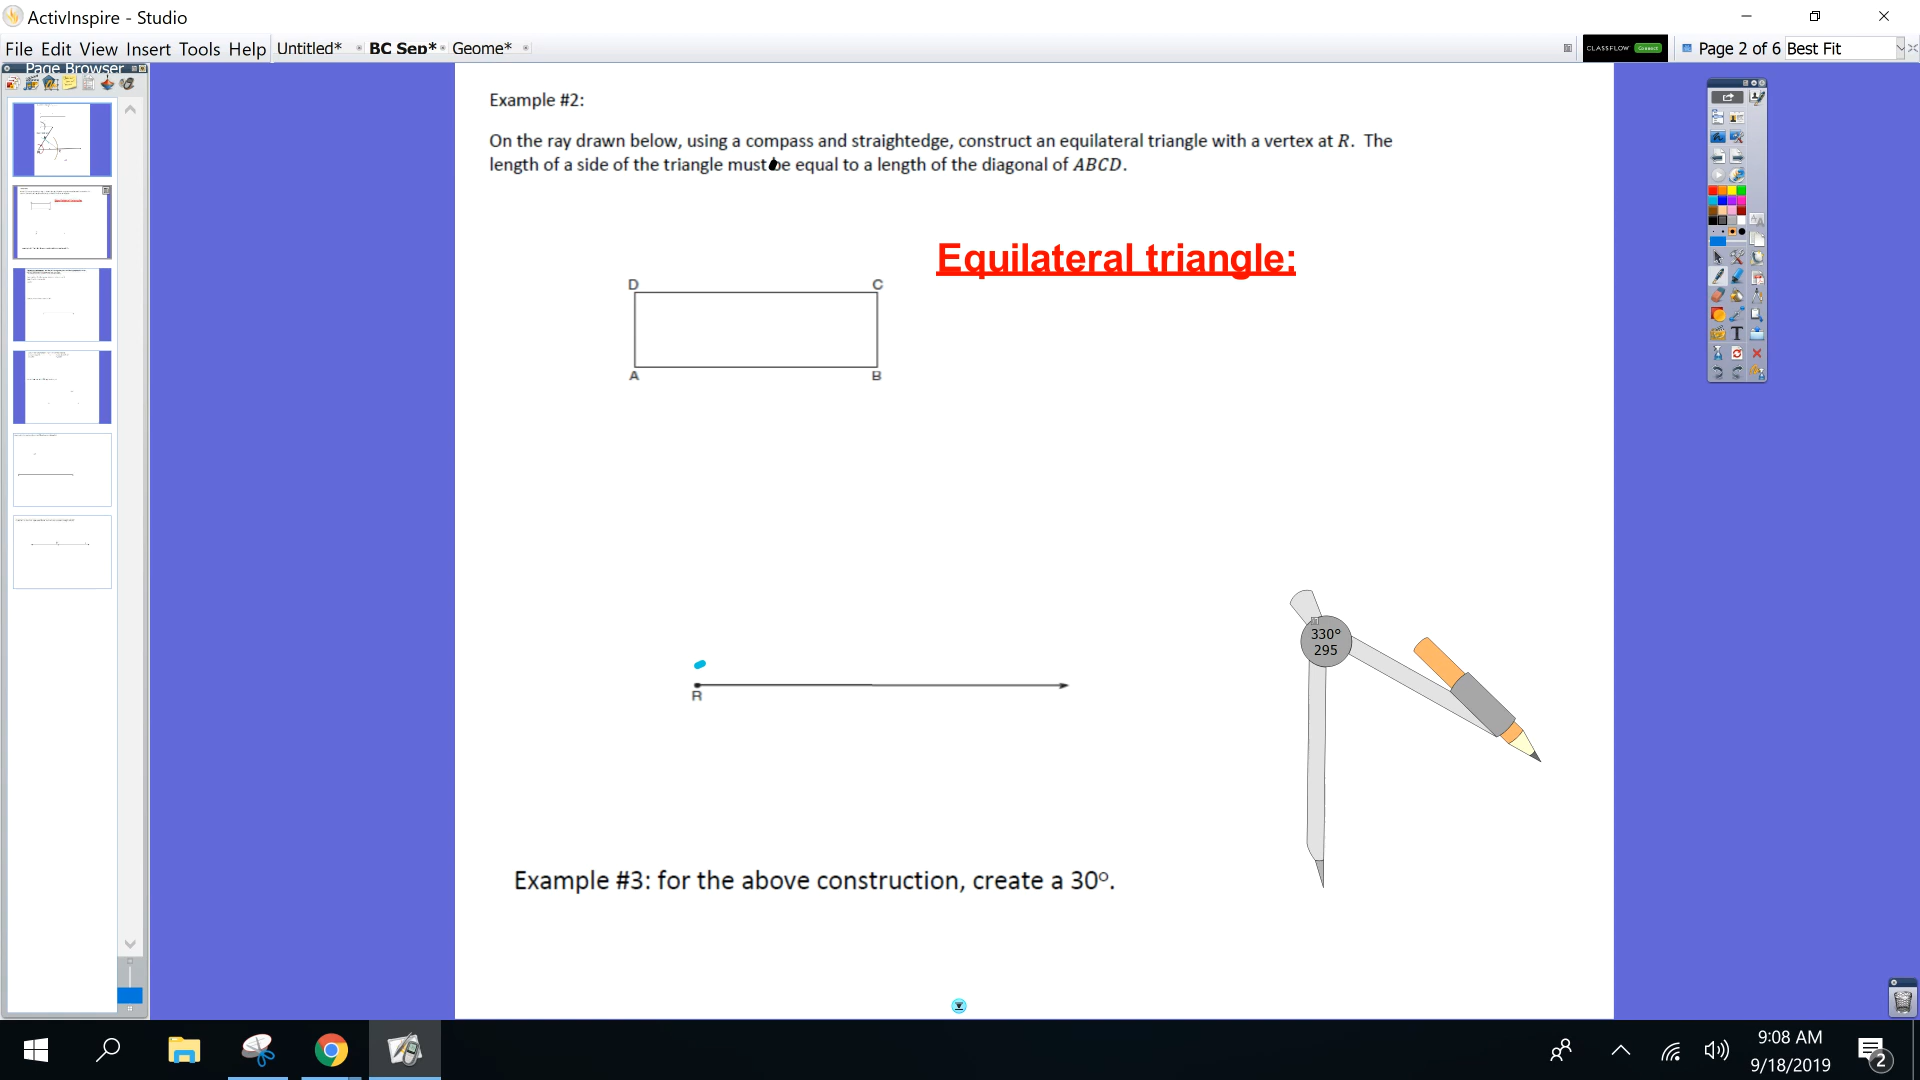 ActivInspire - Studio
File Edit View Insert Tools Help Untitled* BC Sep* Geome* CLASSFLOW Connect Page 2 of 6 Best Fit
Page Browser
Example #2:
On the ray drawn below, using a compass and straightedge, construct an equilateral triangle with a vertex at R. The
length of a side of the triangle must be equal to a length of the diagonal of ABCD.
Equilateral triangle:
D C
A B
330°
295
R
Example #3: for the above construction, create a 30°.
9:08 AM
9/18/2019
2